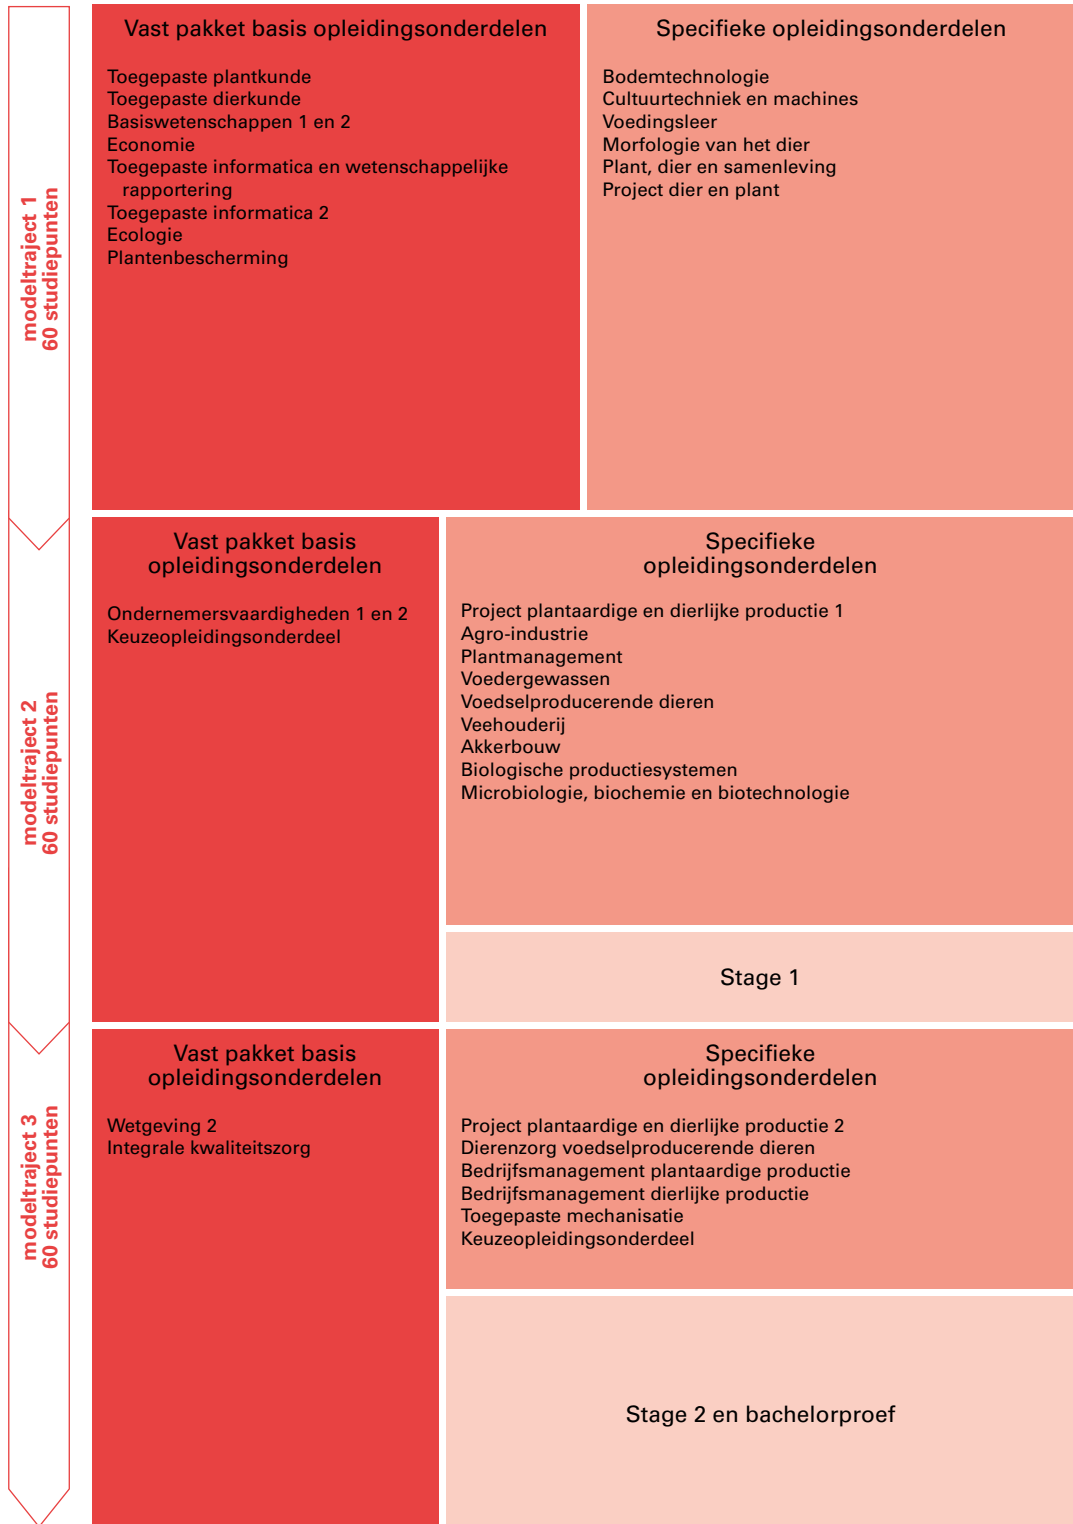 modeltraject 1
60 studiepunten
Vast pakket basis opleidingsonderdelen
Toegepaste plantkunde
Toegepaste dierkunde
Basiswetenschappen 1 en 2
Economie
Toegepaste informatica en wetenschappelijke
rapportering
Toegepaste informatica 2
Ecologie
Plantenbescherming
Specifieke opleidingsonderdelen
Bodemtechnologie
Cultuurtechniek en machines
Voedingsleer
Morfologie van het dier
Plant, dier en samenleving
Project dier en plant
modeltraject 2
60 studiepunten
Vast pakket basis
opleidingsonderdelen
Ondernemersvaardigheden 1 en 2
Keuzeopleidingsonderdeel
Specifieke
opleidingsonderdelen
Project plantaardige en dierlijke productie 1
Agro-industrie
Plantmanagement
Voedergewassen
Voedselproducerende dieren
Veehouderij
Akkerbouw
Biologische productiesystemen
Microbiologie, biochemie en biotechnologie
Stage 1
modeltraject 3
60 studiepunten
Vast pakket basis
opleidingsonderdelen
Wetgeving 2
Integrale kwaliteitszorg
Specifieke
opleidingsonderdelen
Project plantaardige en dierlijke productie 2
Dierenzorg voedselproducerende dieren
Bedrijfsmanagement plantaardige productie
Bedrijfsmanagement dierlijke productie
Toegepaste mechanisatie
Keuzeopleidingsonderdeel
Stage 2 en bachelorproef